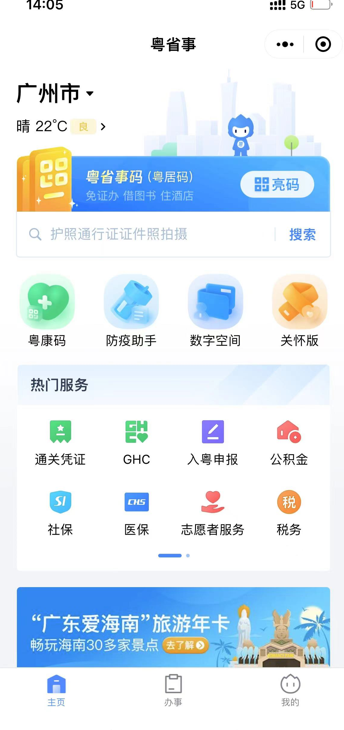 14:05
5G
粤省事
广州市
晴 22°C 良
粤省事码 (粤居码)
免证办 借图书 住酒店
亮码
护照通行证证件照拍摄
搜索
粤康码 防疫助手 数字空间 关怀版
热门服务
通关凭证 GHC 入粤申报 公积金
SI CHS 税
社保 医保 志愿者服务 税务
“广东爱海南”旅游年卡
畅玩海南30多家景点 去了解
主页 办事 我的